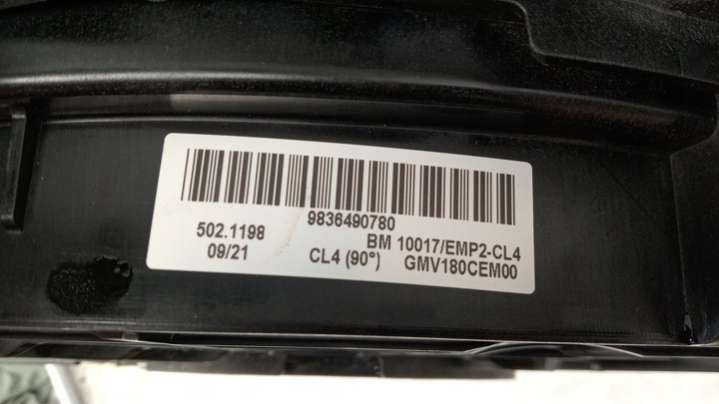 9836490780
502.1198
BM 10017/EMP2-CL4
09/21
CL4 (90°)
GMV180CEM00